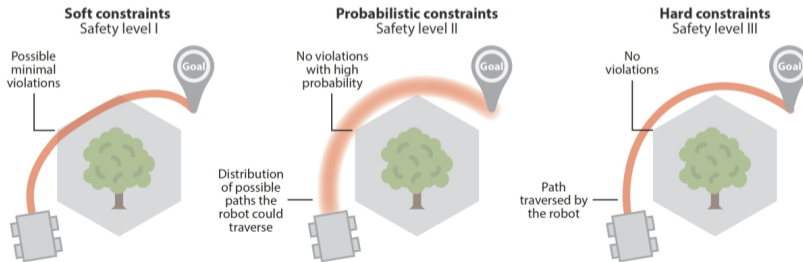 Soft constraints
Safety level I
Possible
minimal
violations
Goal
Probabilistic constraints
Safety level II
No violations
with high
probability
Goal
Distribution
of possible
paths the
robot could
traverse
Hard constraints
Safety level III
No
violations
Goal
Path
traversed by
the robot